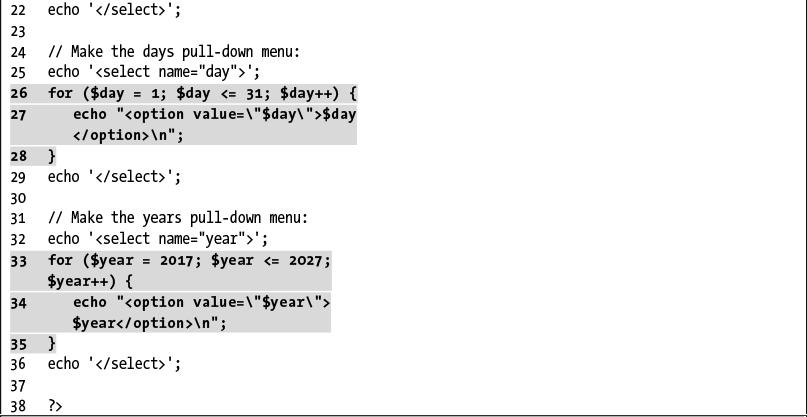 22 echo '</select>';
23
24 // Make the days pull-down menu:
25 echo '<select name="day">';
26 for ($day = 1; $day <= 31; $day++) {
27 echo "<option value=\"$day\">$day
</option>\n";
28 }
29 echo '</select>';
30
31 // Make the years pull-down menu:
32 echo '<select name="year">';
33 for ($year = 2017; $year <= 2027;
$year++) {
34 echo "<option value=\"$year\">
$year</option>\n";
35 }
36 echo '</select>';
37
38 ?>